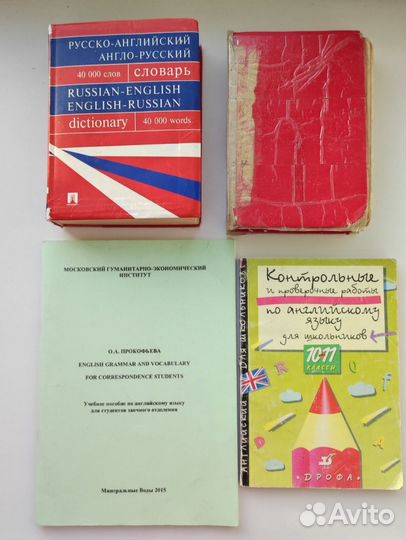 РУССКО-АНГЛИЙСКИЙ
АНГЛО-РУССКИЙ
40 000 слов
словарь
RUSSIAN-ENGLISH
ENGLISH-RUSSIAN
dictionary
40 000 words
МОСКОВСКИЙ ГУМАНИТАРНО-ЭКОНОМИЧЕСКИЙ
ИНСТИТУТ
О.А. ПРОКОФЬЕВА
ENGLISH GRAMMAR AND VOCABULARY
FOR CORRESPONDENCE STUDENTS
Учебное пособие по английскому языку
для студентов заочного отделения
Минеральные Воды 2015
АНГЛИЙСКИЙ ДЛЯ ШКОЛЬНИКОВ
Контрольные
и проверочные работы
по английскому
языку
для школьников
10-11
КЛАССЫ
ДРОФА
Avito